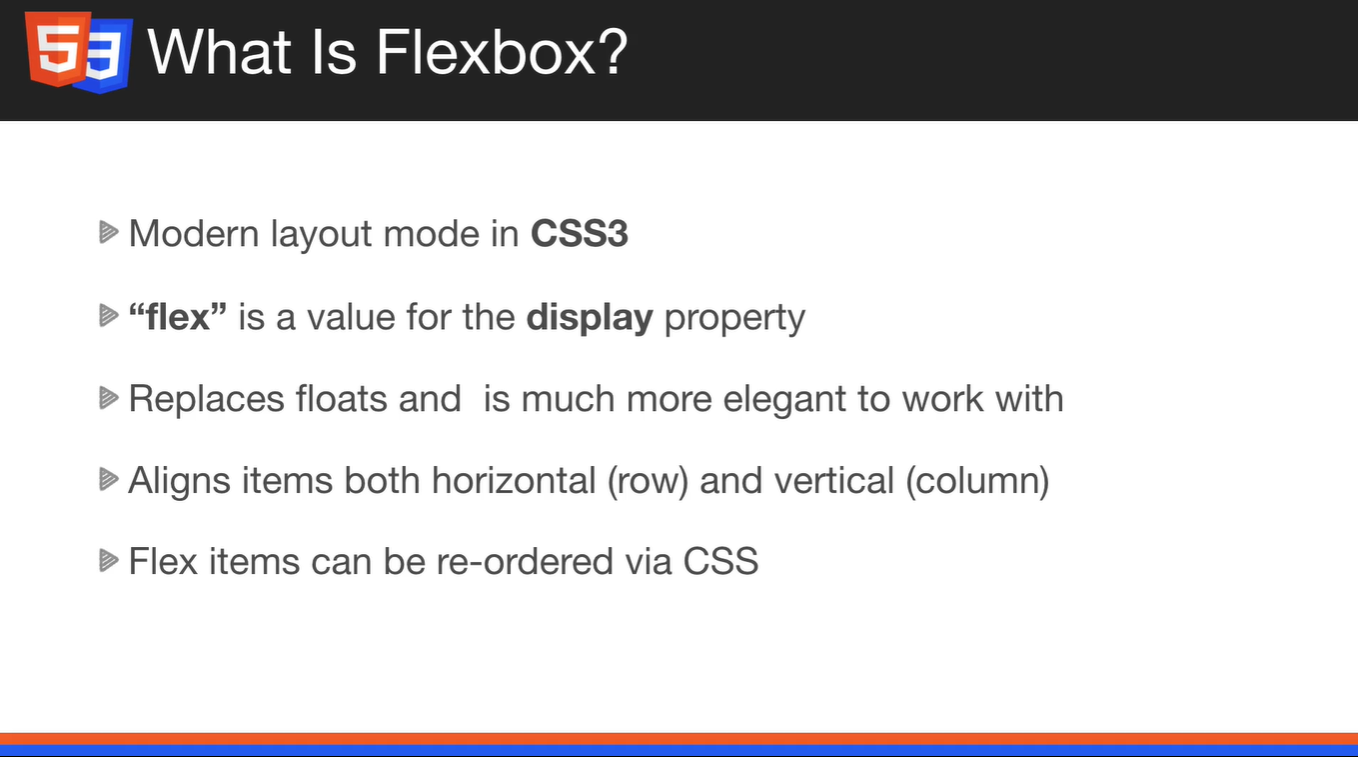 53
What Is Flexbox?
Modern layout mode in CSS3
“flex” is a value for the display property
Replaces floats and  is much more elegant to work with
Aligns items both horizontal (row) and vertical (column)
Flex items can be re-ordered via CSS